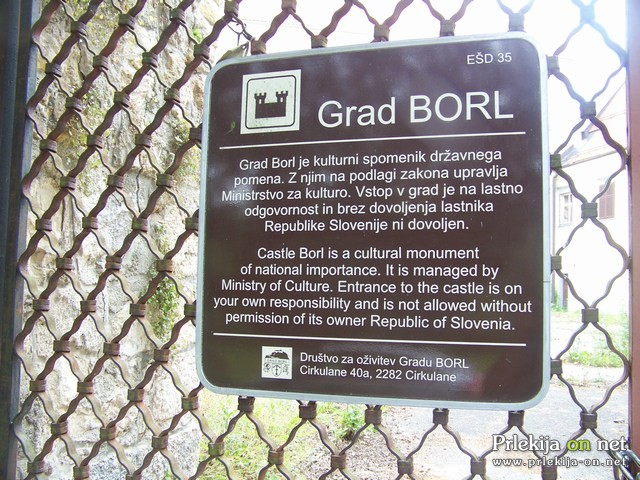 EŠD 35
Grad BORL
Grad Borl je kulturni spomenik državnega
pomena. Z njim na podlagi zakona upravlja
Ministrstvo za kulturo. Vstop v grad je na lastno
odgovornost in brez dovoljenja lastnika
Republike Slovenije ni dovoljen.
Castle Borl is a cultural monument
of national importance. It is managed by
Ministry of Culture. Entrance to the castle is on
your own responsibility and is not allowed without
permission of its owner Republic of Slovenia.
Društvo za oživitev Gradu BORL
Cirkulane 40a, 2282 Cirkulane
Prlekija on net
www.prlekija-on.net